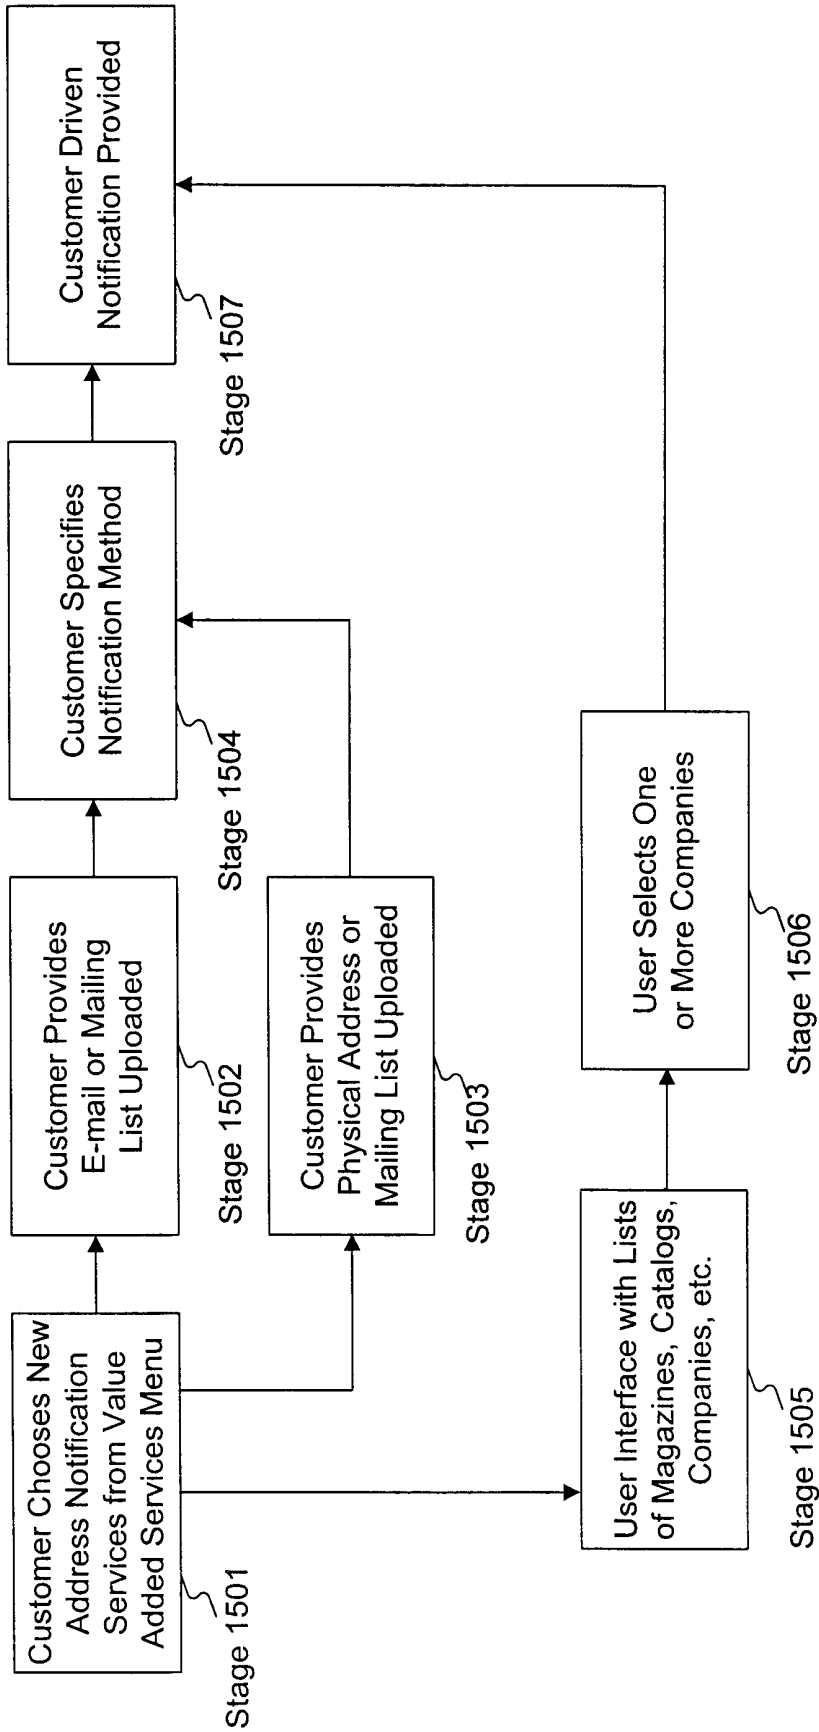 Customer Chooses New
Address Notification
Services from Value
Added Services Menu
Stage 1501
Customer Provides
E-mail or Mailing
List Uploaded
Stage 1502
Customer Specifies
Notification Method
Stage 1504
Customer Driven
Notification Provided
Stage 1507
Customer Provides
Physical Address or
Mailing List Uploaded
Stage 1503
User Interface with Lists
of Magazines, Catalogs,
Companies, etc.
Stage 1505
User Selects One
or More Companies
Stage 1506